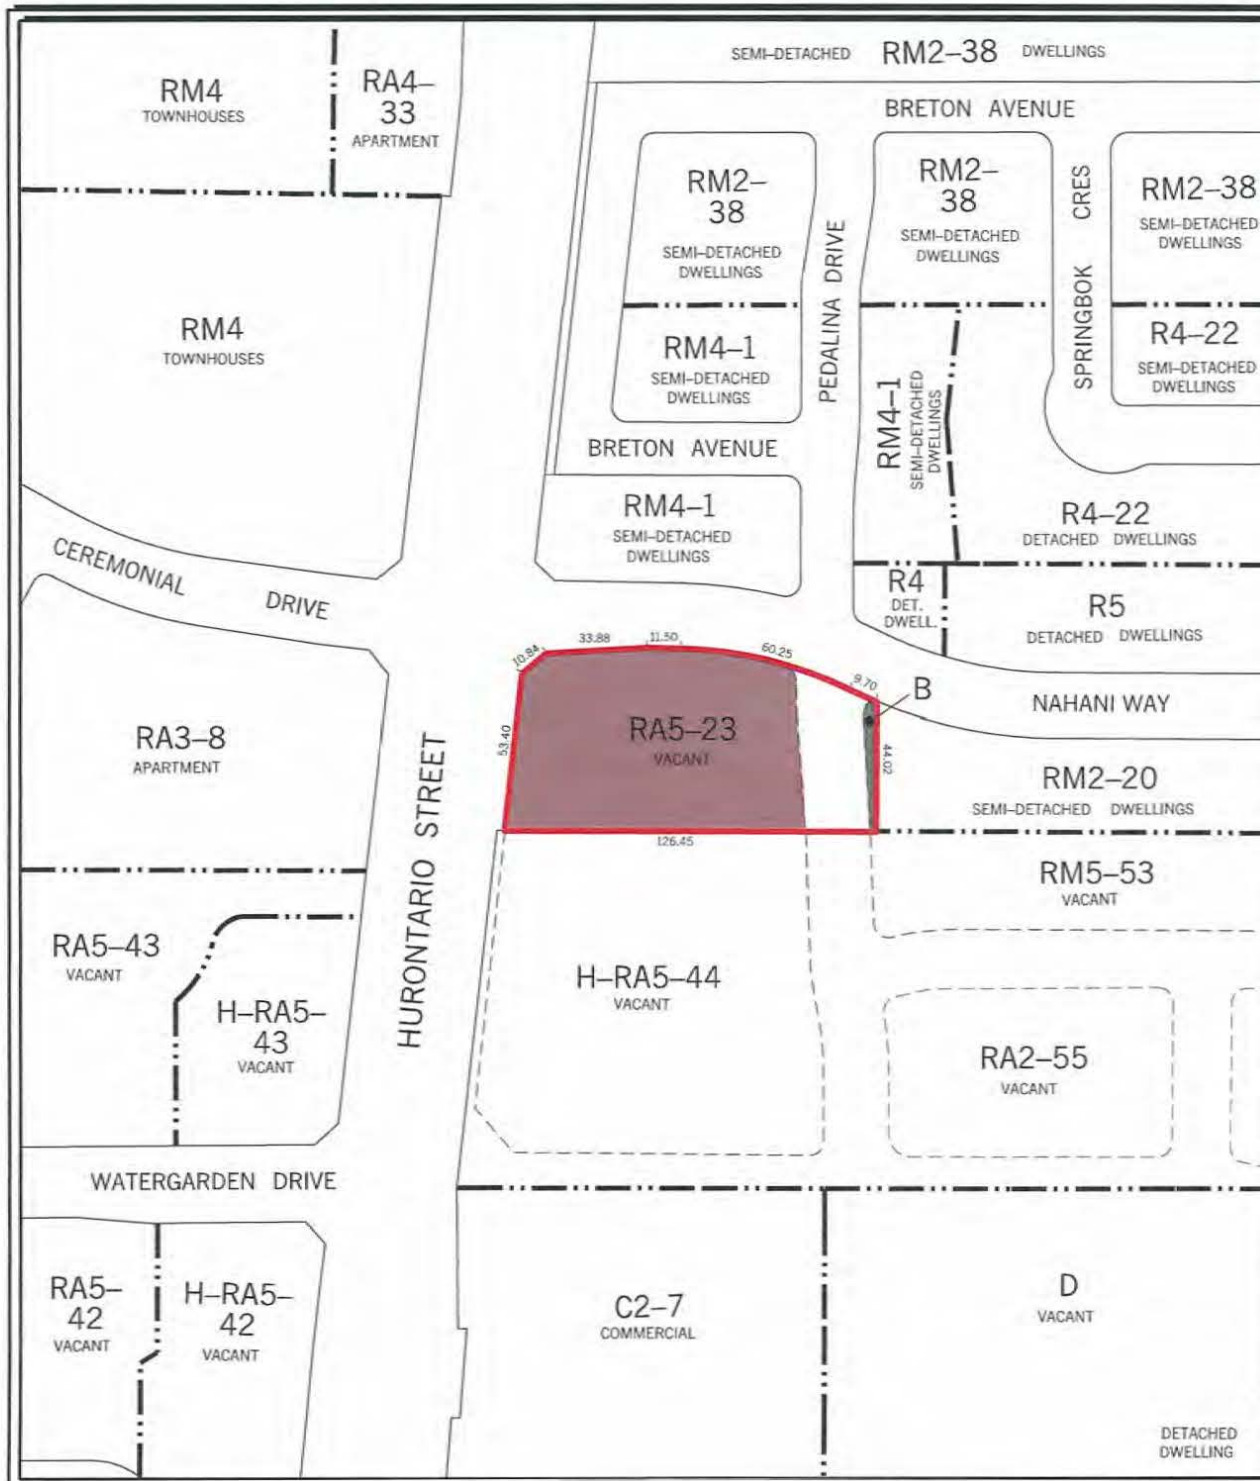 SEMI–DETACHED RM2–38 DWELLINGS
RM4
TOWNHOUSES
RA4–
33
APARTMENT
BRETON AVENUE
RM2–
38
SEMI–DETACHED
DWELLINGS
RM2–
38
SEMI–DETACHED
DWELLINGS
SPRINGBOK CRES
RM2–38
SEMI–DETACHED
DWELLINGS
PEDALINA DRIVE
RM4
TOWNHOUSES
RM4–1
SEMI–DETACHED
DWELLINGS
RM4–1
SEMI–DETACHED
DWELLINGS
R4–22
SEMI–DETACHED
DWELLINGS
BRETON AVENUE
RM4–1
SEMI–DETACHED
DWELLINGS
R4–22
DETACHED DWELLINGS
CEREMONIAL DRIVE
R4
DET.
DWELL.
R5
DETACHED DWELLINGS
10.84
33.88
11.50
60.25
9.70
B
NAHANI WAY
RA3–8
APARTMENT
53.40
RA5–23
VACANT
44.02
RM2–20
SEMI–DETACHED DWELLINGS
126.45
HURONTARIO STREET
RM5–53
VACANT
RA5–43
VACANT
H–RA5–
43
VACANT
H–RA5–44
VACANT
RA2–55
VACANT
WATERGARDEN DRIVE
RA5–
42
VACANT
H–RA5–
42
VACANT
C2–7
COMMERCIAL
D
VACANT
DETACHED
DWELLING